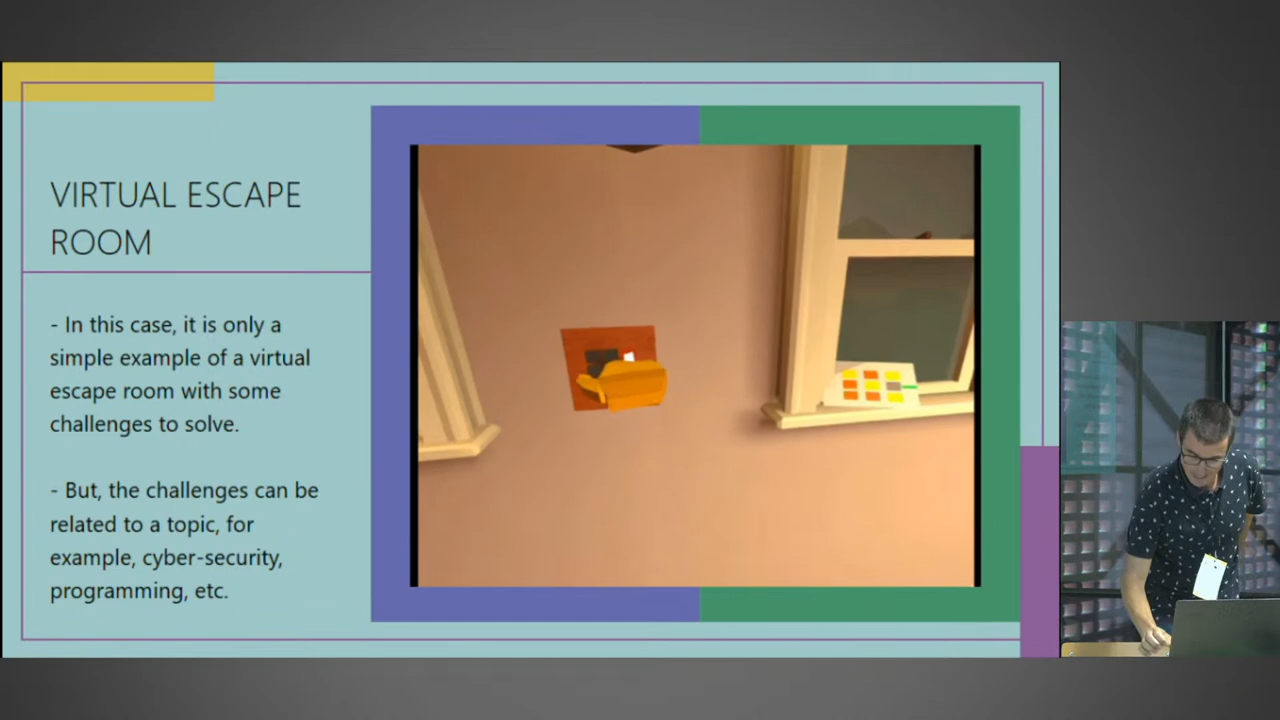 VIRTUAL ESCAPE
ROOM
- In this case, it is only a
simple example of a virtual
escape room with some
challenges to solve.
- But, the challenges can be
related to a topic, for
example, cyber-security,
programming, etc.